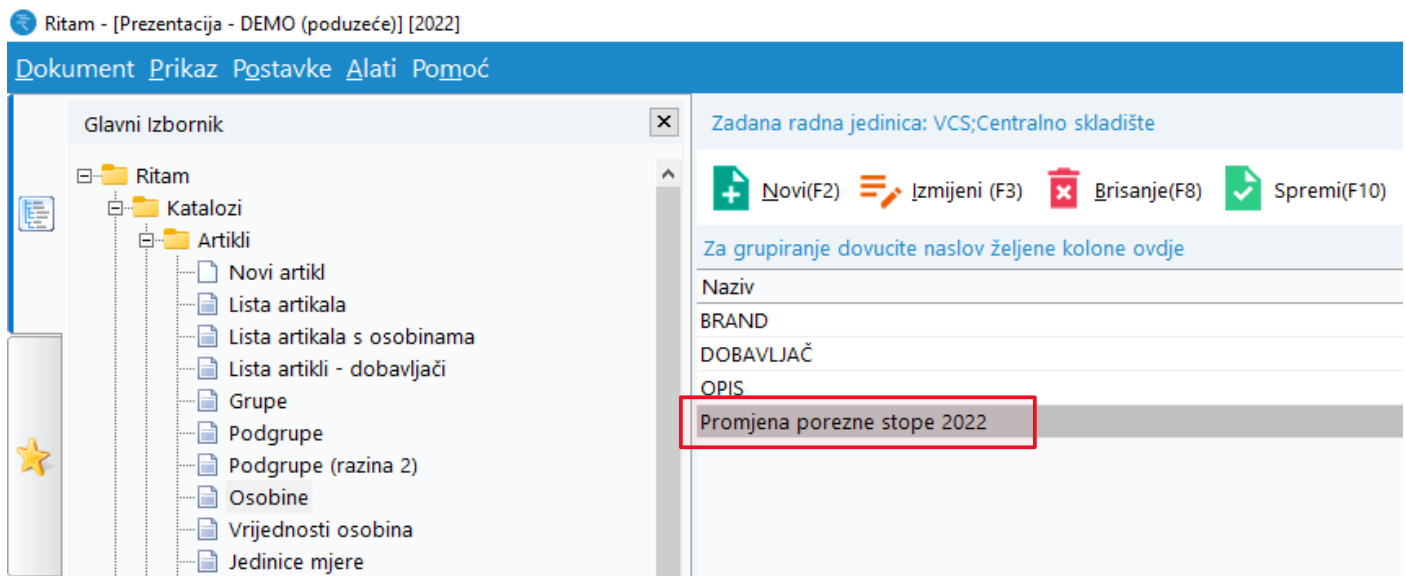 Ritam - [Prezentacija - DEMO (poduzeće)] [2022]
Dokument Prikaz Postavke Alati Pomoć
Glavni Izbornik
Ritam
Katalozi
Artikli
Novi artikl
Lista artikala
Lista artikala s osobinama
Lista artikli - dobavljači
Grupe
Podgrupe
Podgrupe (razina 2)
Osobine
Vrijednosti osobina
Jedinice mjere
Zadana radna jedinica: VCS;Centralno skladište
Novi(F2) Izmijeni (F3) Brisanje(F8) Spremi(F10)
Za grupiranje dovucite naslov željene kolone ovdje
Naziv
BRAND
DOBAVLJAČ
OPIS
Promjena porezne stope 2022